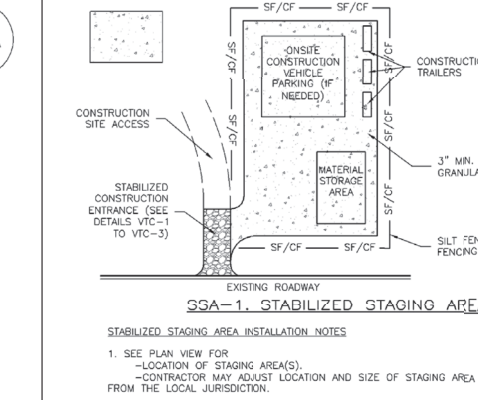 SF/CF
SF/CF
SF/CF
SF/CF
SF/CF
SF/CF
SF/CF
ONSITE
CONSTRUCTION
VEHICLE
PARKING (IF
NEEDED)
TRAILERS
CONSTRUCTION
SITE ACCESS
3" MIN.
MATERIAL
STORAGE
AREA
STABILIZED
CONSTRUCTION
ENTRANCE (SEE
DETAILS VTC-1
TO VTC-3)
SF/CF
SF/CF
SILT
FENCING
EXISTING ROADWAY
SSA-1. STABILIZED STAGING
STABILIZED STAGING AREA INSTALLATION NOTES
1. SEE PLAN VIEW FOR
-LOCATION OF STAGING AREA(S).
-CONTRACTOR MAY ADJUST LOCATION AND SIZE OF STAGING AREA
FROM THE LOCAL JURISDICTION.